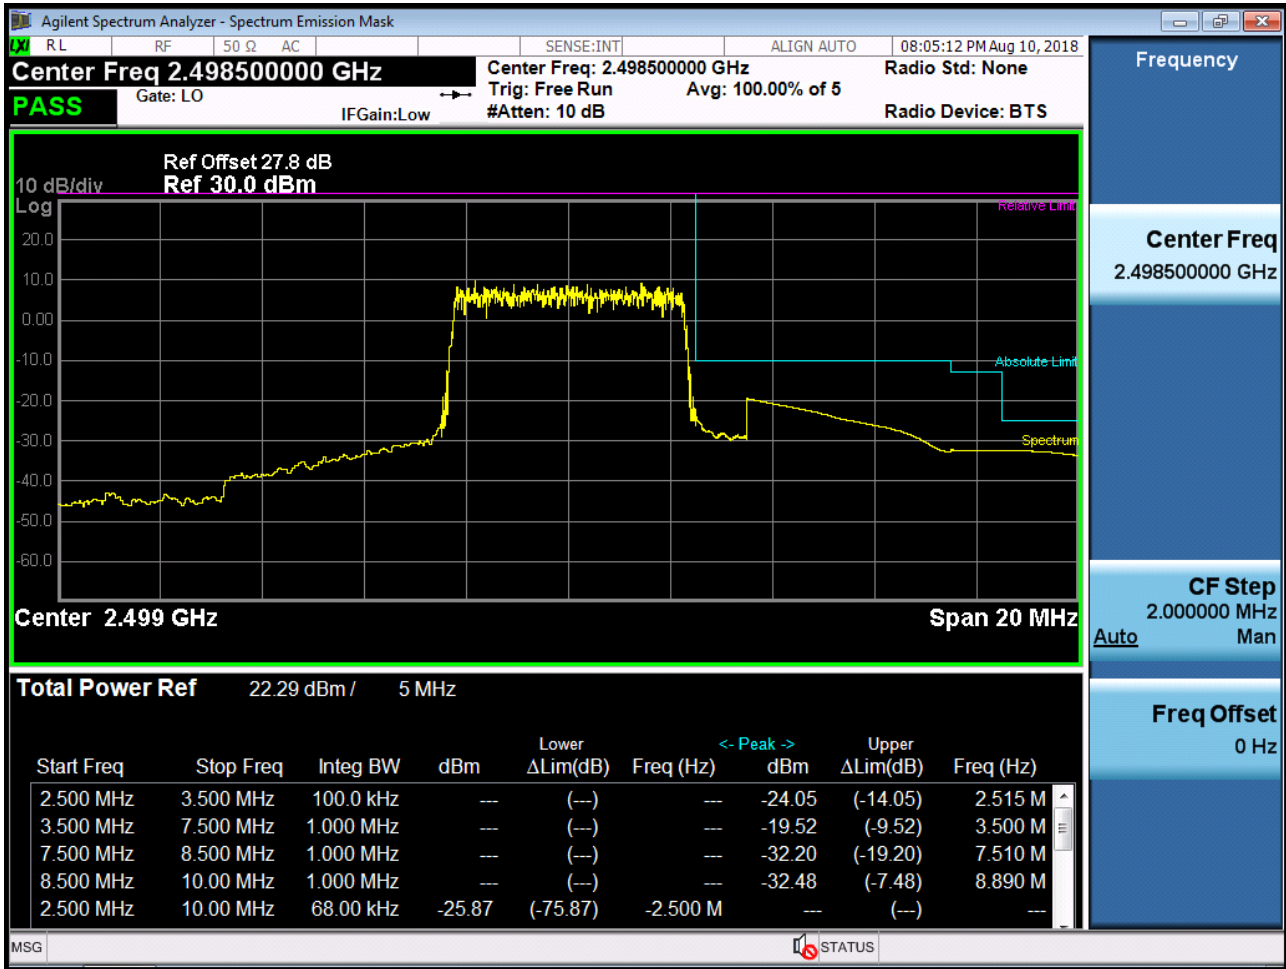 Agilent Spectrum Analyzer - Spectrum Emission Mask
LXI RL RF 50 Ω AC SENSE:INT ALIGN AUTO 08:05:12 PM Aug 10, 2018
Center Freq 2.498500000 GHz
Center Freq: 2.498500000 GHz Radio Std: None
PASS Gate: LO Trig: Free Run Avg: 100.00% of 5
IFGain:Low #Atten: 10 dB Radio Device: BTS
Ref Offset 27.8 dB
10 dB/div Ref 30.0 dBm
Log
Relative Limit
20.0
10.0
0.00
-10.0
Absolute Limit
-20.0
-30.0
Spectrum
-40.0
-50.0
-60.0
Center 2.499 GHz Span 20 MHz
Total Power Ref 22.29 dBm / 5 MHz
Lower <- Peak -> Upper
Start Freq Stop Freq Integ BW dBm ΔLim(dB) Freq (Hz) dBm ΔLim(dB) Freq (Hz)
2.500 MHz 3.500 MHz 100.0 kHz --- (---) --- -24.05 (-14.05) 2.515 M
3.500 MHz 7.500 MHz 1.000 MHz --- (---) --- -19.52 (-9.52) 3.500 M
7.500 MHz 8.500 MHz 1.000 MHz --- (---) --- -32.20 (-19.20) 7.510 M
8.500 MHz 10.00 MHz 1.000 MHz --- (---) --- -32.48 (-7.48) 8.890 M
2.500 MHz 10.00 MHz 68.00 kHz -25.87 (-75.87) -2.500 M --- (---) ---
MSG STATUS
Frequency
Center Freq
2.498500000 GHz
CF Step
2.000000 MHz
Auto Man
Freq Offset
0 Hz